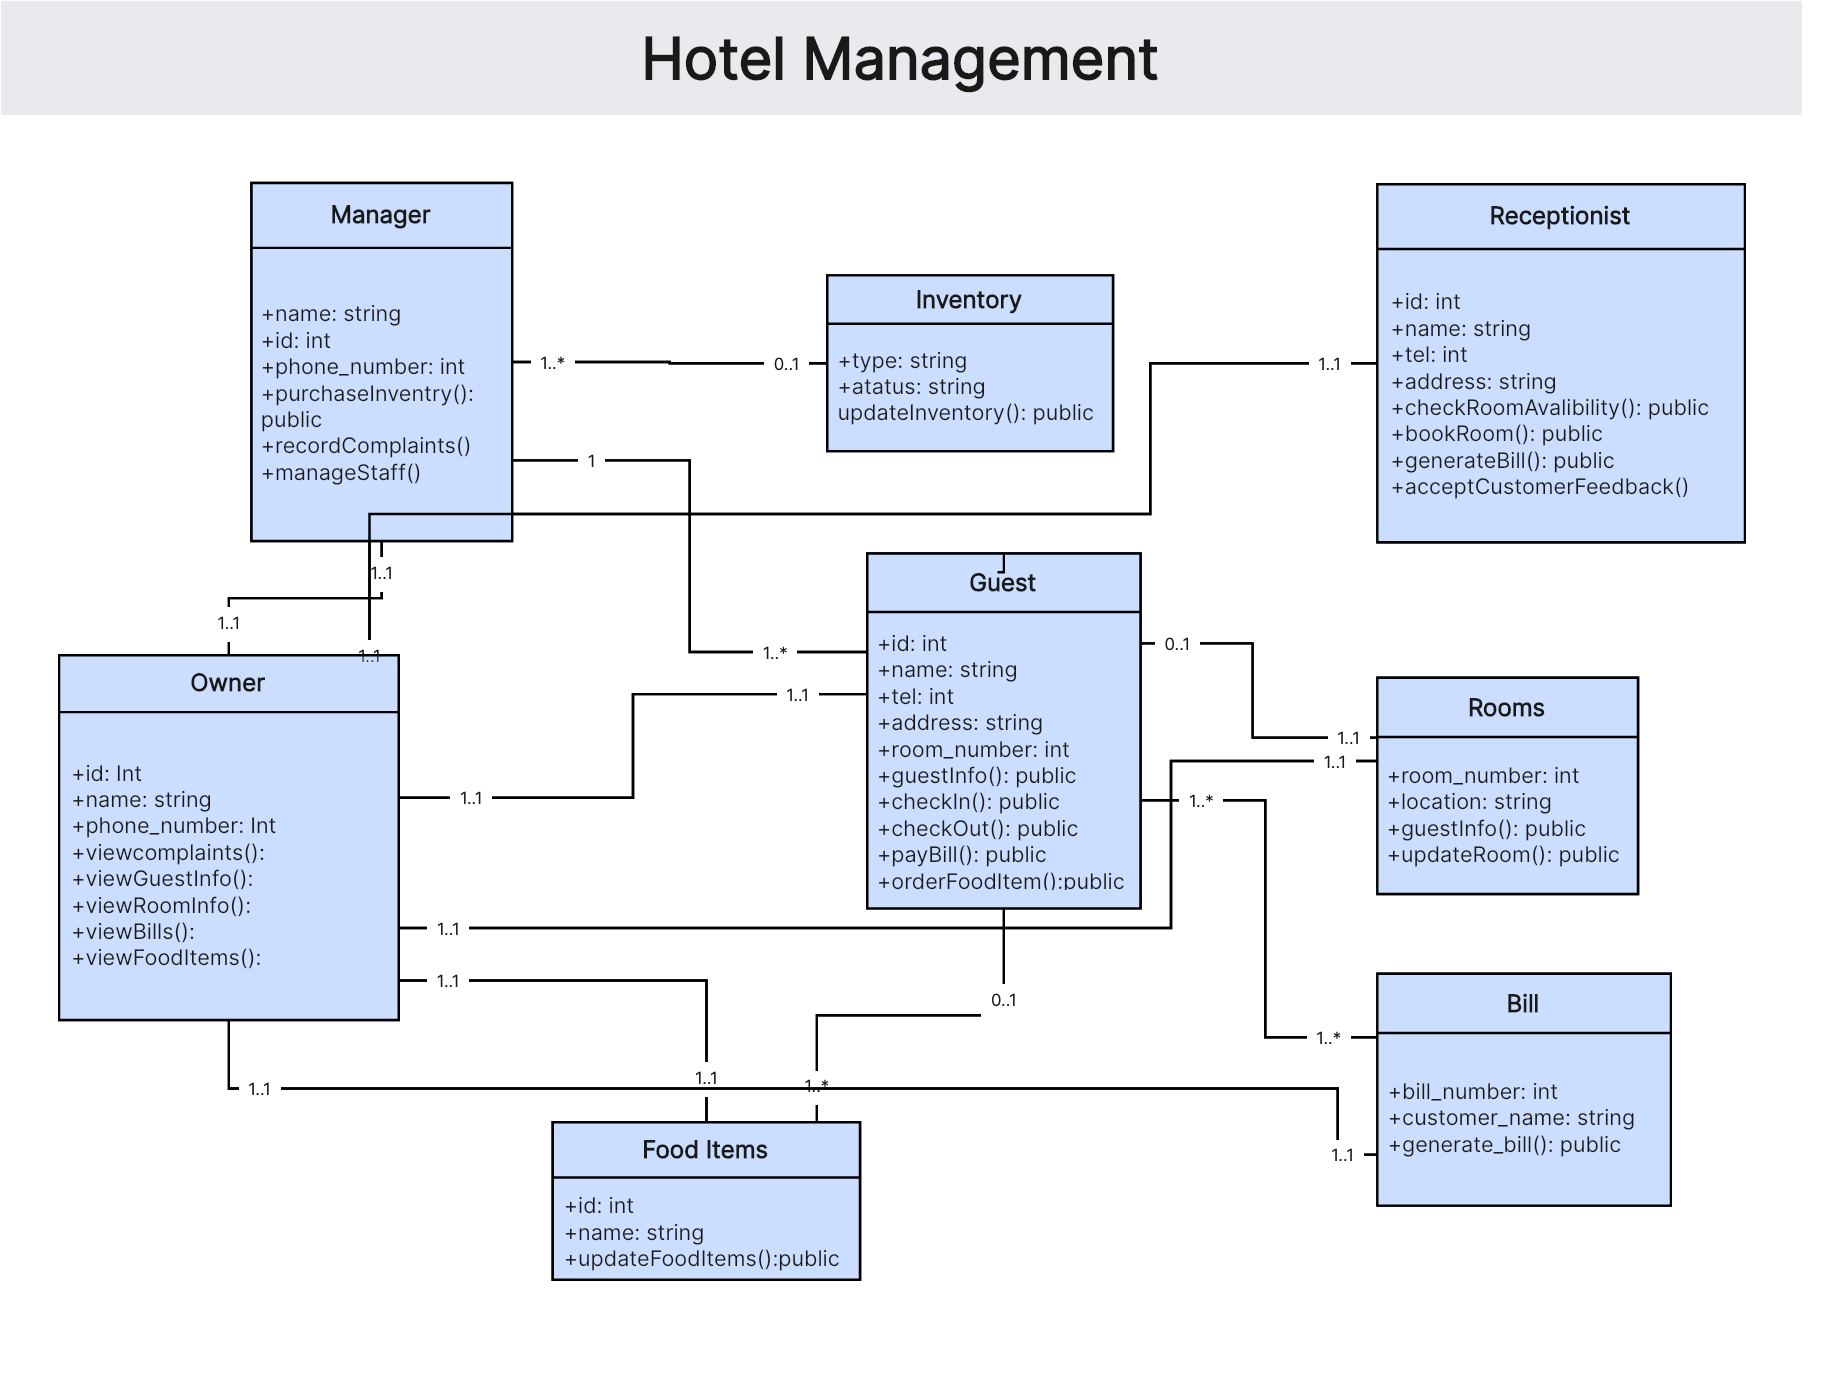 Hotel Management
Manager
+name: string
+id: int
+phone_number: int
+purchaseInventry():
public
+recordComplaints()
+manageStaff()
Inventory
+type: string
+atatus: string
updateInventory(): public
Receptionist
+id: int
+name: string
+tel: int
+address: string
+checkRoomAvalibility(): public
+bookRoom(): public
+generateBill(): public
+acceptCustomerFeedback()
1..*
0..1
1..1
1
1..1
1..1
1..1
Guest
+id: int
+name: string
+tel: int
+address: string
+room_number: int
+guestInfo(): public
+checkIn(): public
+checkOut(): public
+payBill(): public
+orderFoodItem():public
1..*
1..1
0..1
1..1
1..1
1..*
Owner
+id: Int
+name: string
+phone_number: Int
+viewcomplaints():
+viewGuestInfo():
+viewRoomInfo():
+viewBills():
+viewFoodItems():
1..1
1..1
1..1
Rooms
+room_number: int
+location: string
+guestInfo(): public
+updateRoom(): public
0..1
1..*
1..1
1..*
1..1
1..1
Bill
+bill_number: int
+customer_name: string
+generate_bill(): public
Food Items
+id: int
+name: string
+updateFoodItems():public